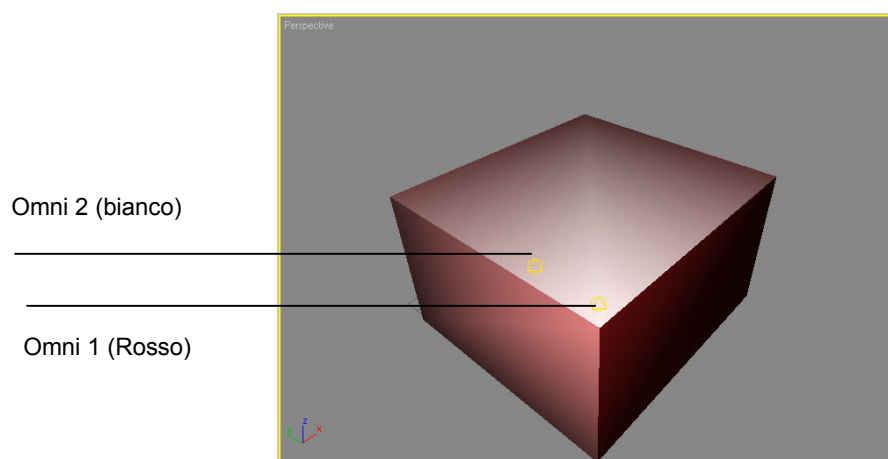 Perspective
Omni 2 (bianco)
Omni 1 (Rosso)
z
y
x